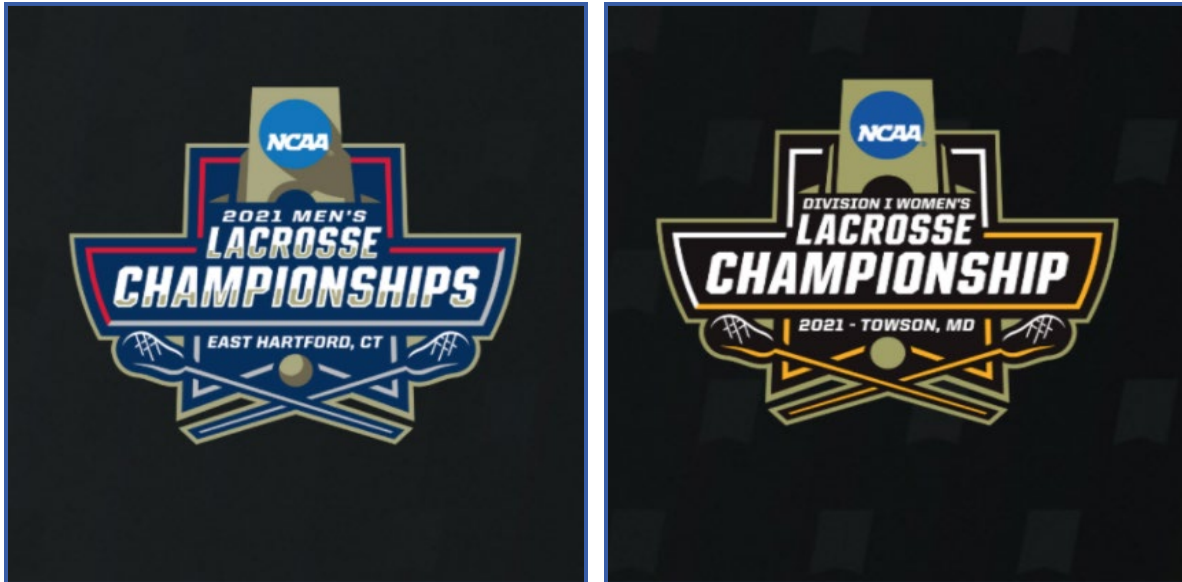 NCAA
2021 MEN'S
LACROSSE
CHAMPIONSHIPS
EAST HARTFORD, CT
NCAA
DIVISION I WOMEN'S
LACROSSE
CHAMPIONSHIP
2021 - TOWSON, MD